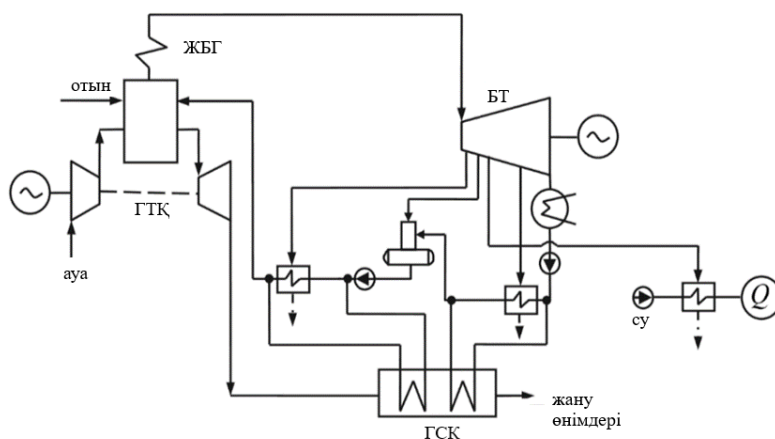 ЖБГ
отын
БТ
ГТҚ
ауа
су
Q
жану
өнімдері
ГСК